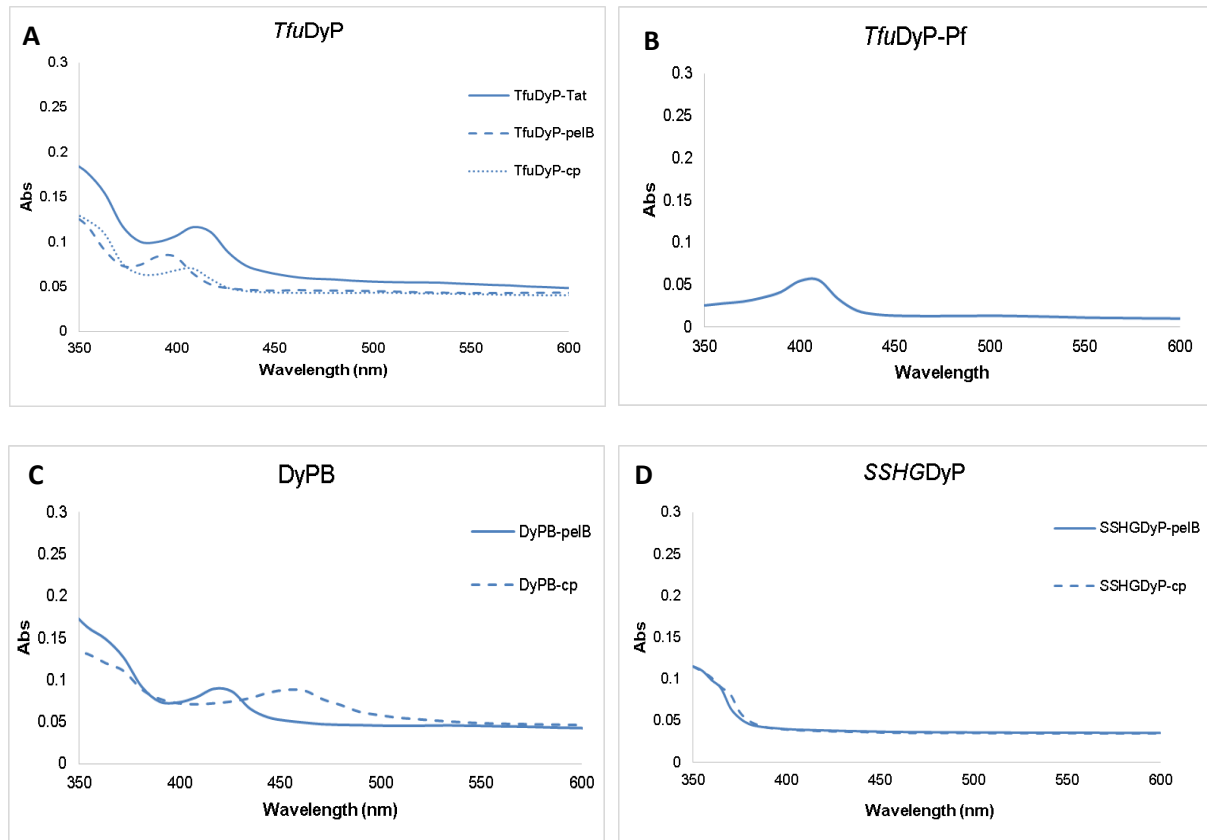 A
TfuDyP
0.3
0.25
0.2
0.15
0.1
0.05
0
Abs
350 400 450 500 550 600
Wavelength (nm)
TfuDyP-Tat
TfuDyP-pelB
TfuDyP-cp
B
TfuDyP-Pf
0.3
0.25
0.2
0.15
0.1
0.05
0
Abs
350 400 450 500 550 600
Wavelength
C
DyPB
0.3
0.25
0.2
0.15
0.1
0.05
0
Abs
350 400 450 500 550 600
Wavelength (nm)
DyPB-pelB
DyPB-cp
D
SSHGDyP
0.3
0.25
0.2
0.15
0.1
0.05
0
Abs
350 400 450 500 550 600
Wavelength (nm)
SSHGDyP-pelB
SSHGDyP-cp